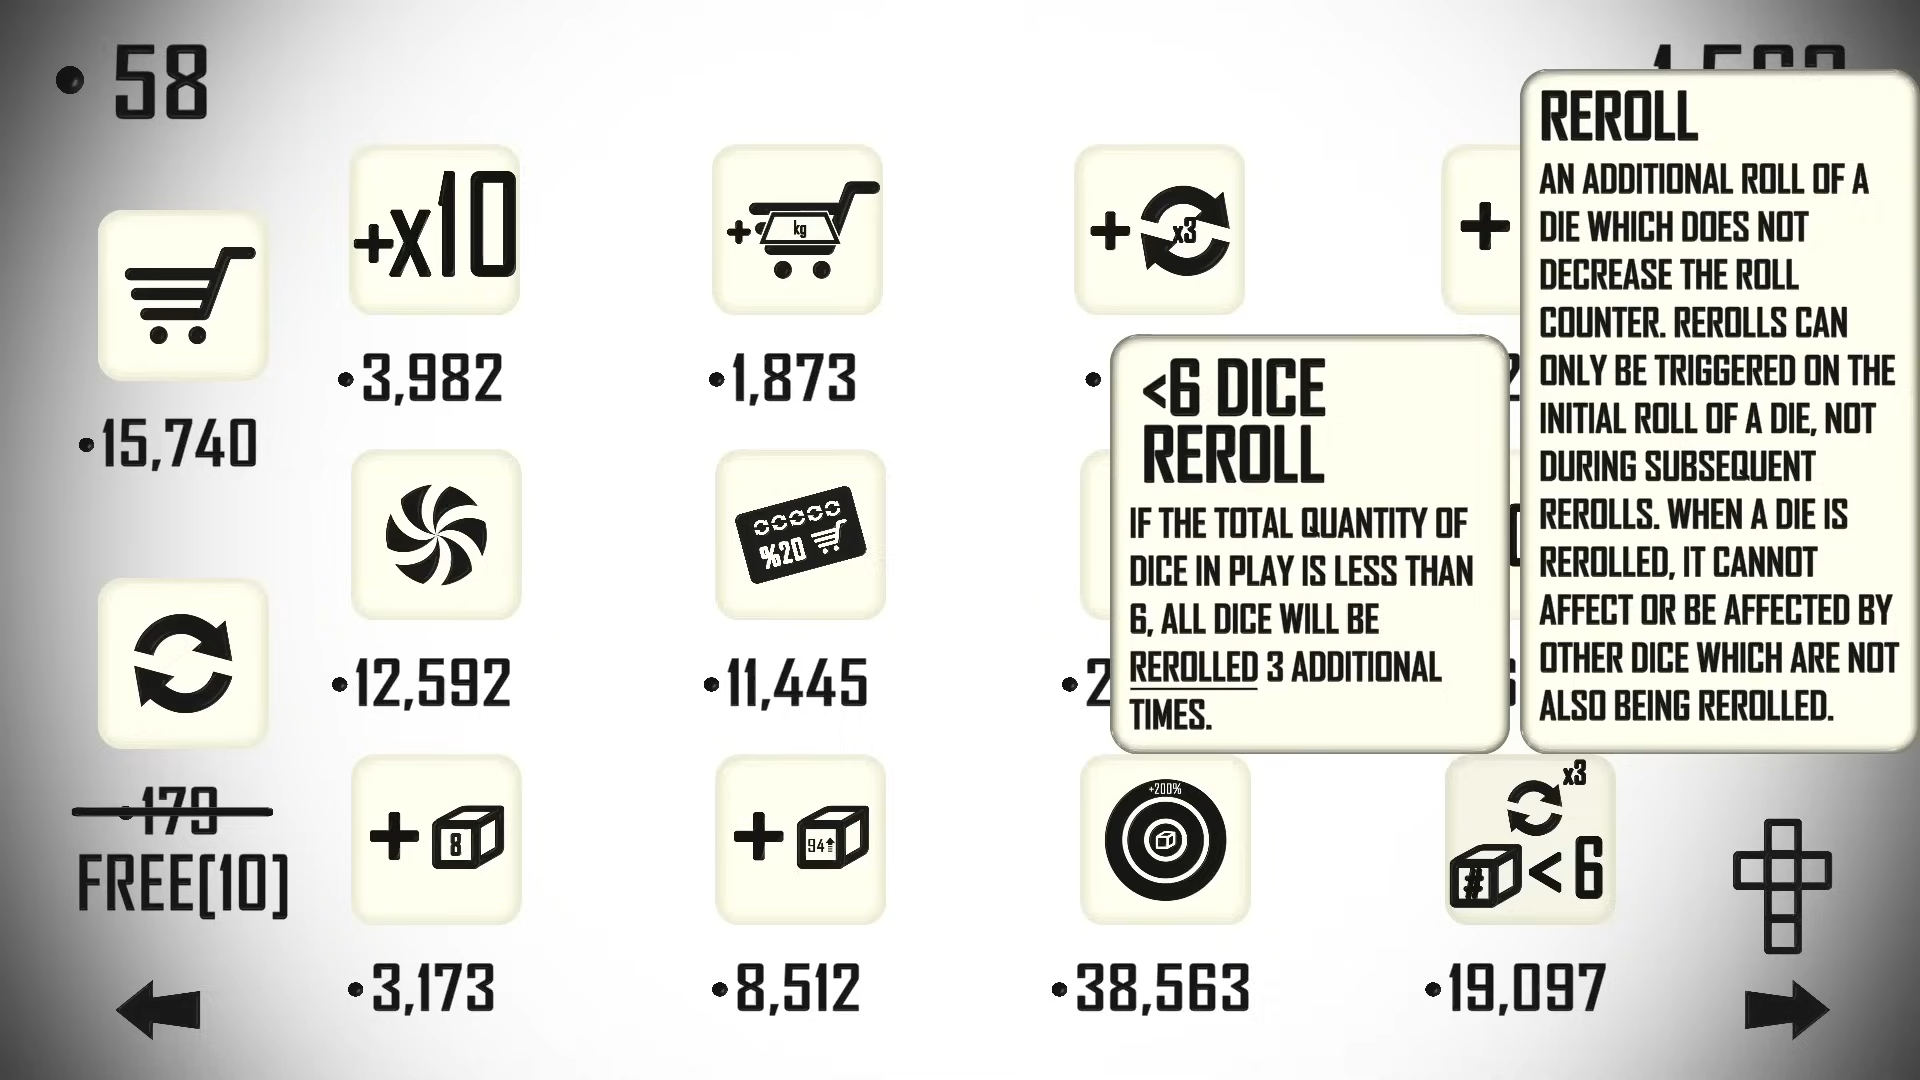 58
REROLL
AN ADDITIONAL ROLL OF A
DIE WHICH DOES NOT
DECREASE THE ROLL
COUNTER. REROLLS CAN
ONLY BE TRIGGERED ON THE
INITIAL ROLL OF A DIE, NOT
DURING SUBSEQUENT
REROLLS. WHEN A DIE IS
REROLLED, IT CANNOT
AFFECT OR BE AFFECTED BY
OTHER DICE WHICH ARE NOT
ALSO BEING REROLLED.
+x10
+
kg
+
x3
+
3,982
1,873
15,740
<6 DICE
REROLL
IF THE TOTAL QUANTITY OF
DICE IN PLAY IS LESS THAN
6, ALL DICE WILL BE
REROLLED 3 ADDITIONAL
TIMES.
%20
12,592
11,445
2
179
FREE[10]
+
8
+
94
+200%
x3
#
< 6
3,173
8,512
38,563
19,097